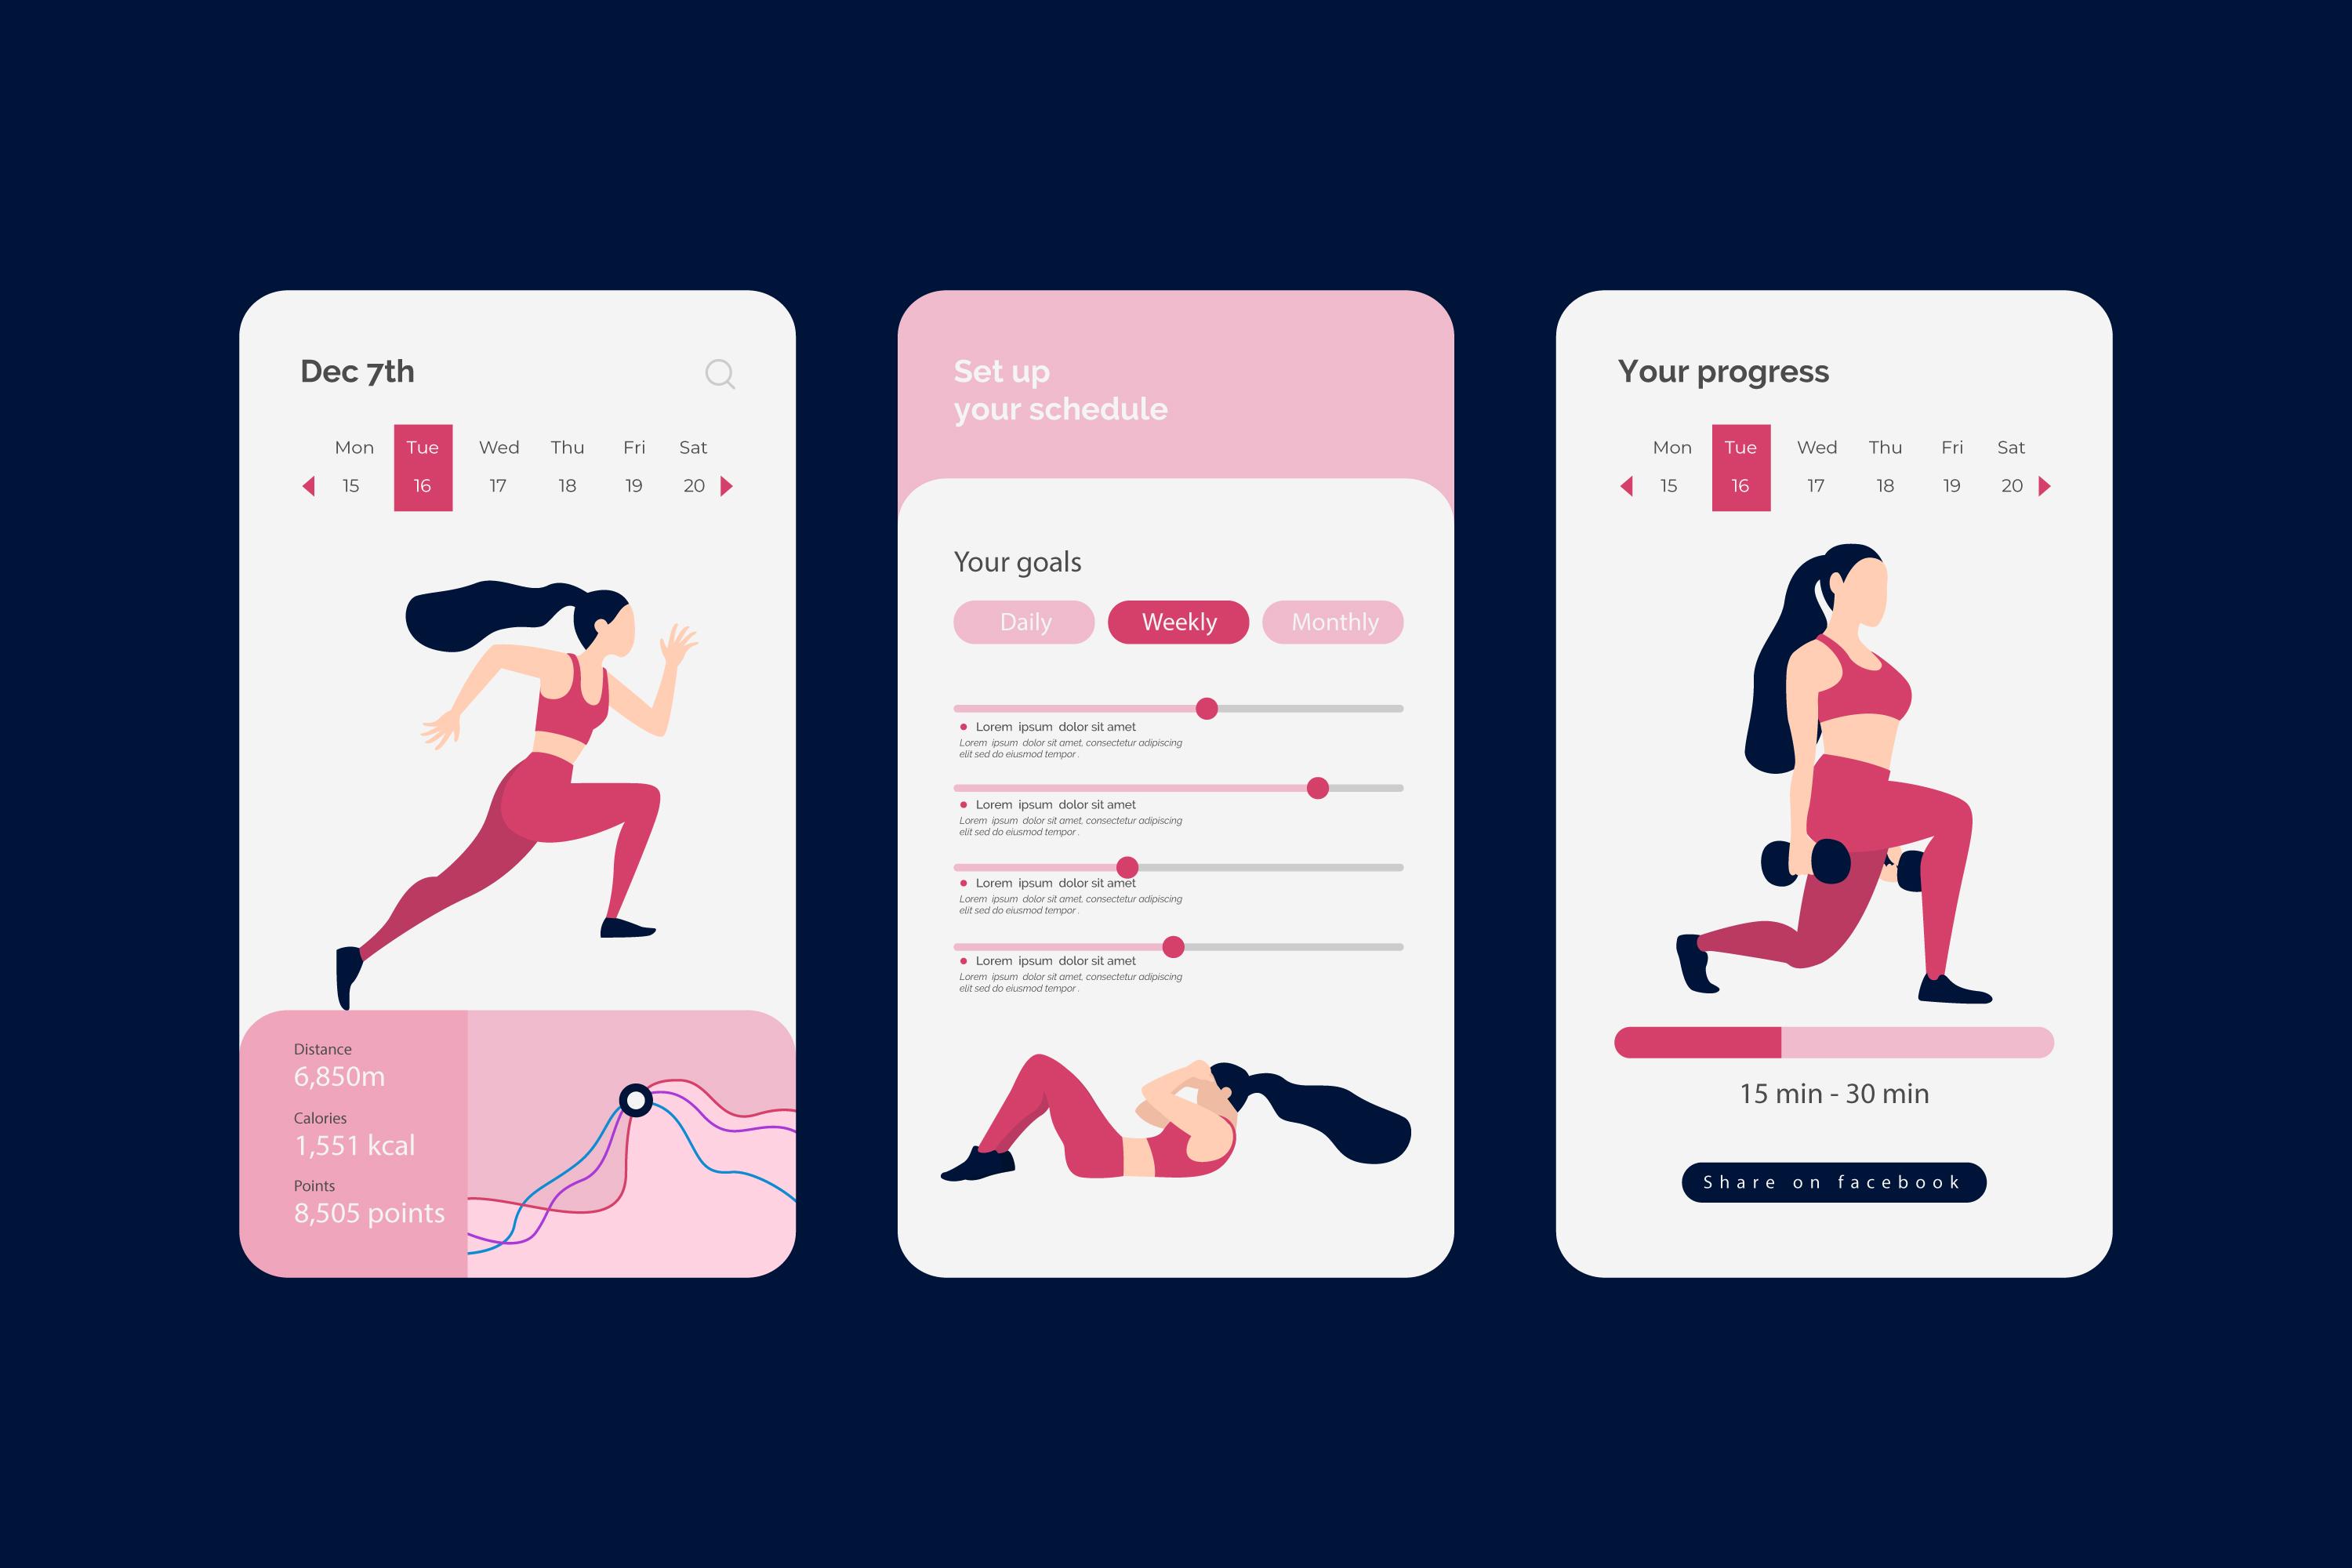 Dec 7th
Mon Tue Wed Thu Fri Sat
15 16 17 18 19 20
Distance
6,850m
Calories
1,551 kcal
Points
8,505 points
Set up
your schedule
Your goals
Daily Weekly Monthly
Lorem ipsum dolor sit amet
Lorem ipsum dolor sit amet, consectetur adipiscing
elit sed do eiusmod tempor .
Lorem ipsum dolor sit amet
Lorem ipsum dolor sit amet, consectetur adipiscing
elit sed do eiusmod tempor .
Lorem ipsum dolor sit amet
Lorem ipsum dolor sit amet, consectetur adipiscing
elit sed do eiusmod tempor .
Lorem ipsum dolor sit amet
Lorem ipsum dolor sit amet, consectetur adipiscing
elit sed do eiusmod tempor .
Your progress
Mon Tue Wed Thu Fri Sat
15 16 17 18 19 20
15 min - 30 min
Share on facebook